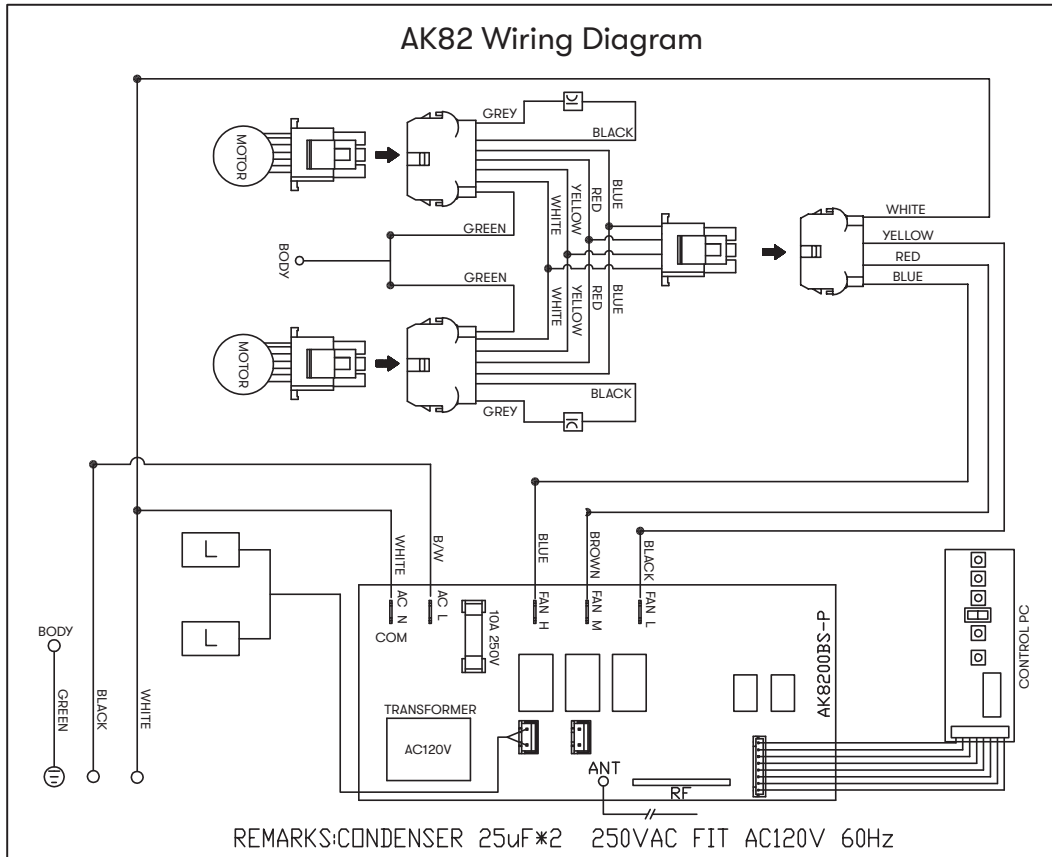 AK82 Wiring Diagram
GREY
BLACK
MOTOR
WHITE
YELLOW
RED
BLUE
GREEN
BODY
GREEN
WHITE
YELLOW
RED
BLUE
WHITE
YELLOW
RED
BLUE
MOTOR
BLACK
GREY
WHITE
B/W
BLUE
BROWN
BLACK
L
L
AC N
AC L
COM
10A 250V
FAN H
FAN M
FAN L
AK8200BS-P
CONTROL PC
BODY
GREEN
BLACK
WHITE
TRANSFORMER
AC120V
ANT
RF
REMARKS:CONDENSER 25uF*2 250VAC FIT AC120V 60Hz